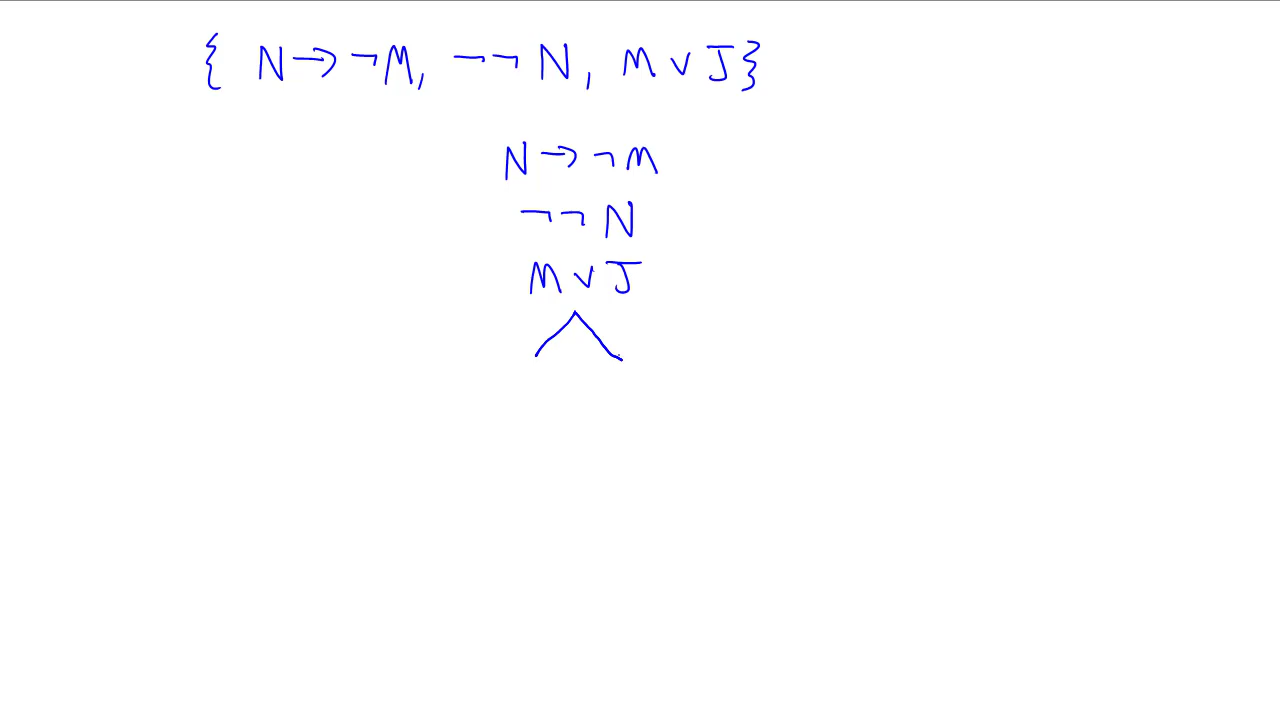 { N → ¬M, ¬¬N, M ∨ J}
N → ¬M
¬¬N
M ∨ J